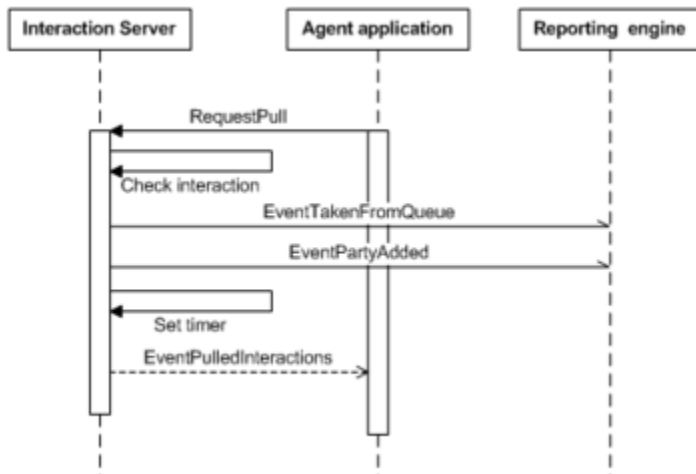 Interaction Server
Agent application
Reporting engine
RequestPull
Check interaction
EventTakenFromQueue
EventPartyAdded
Set timer
EventPulledInteractions